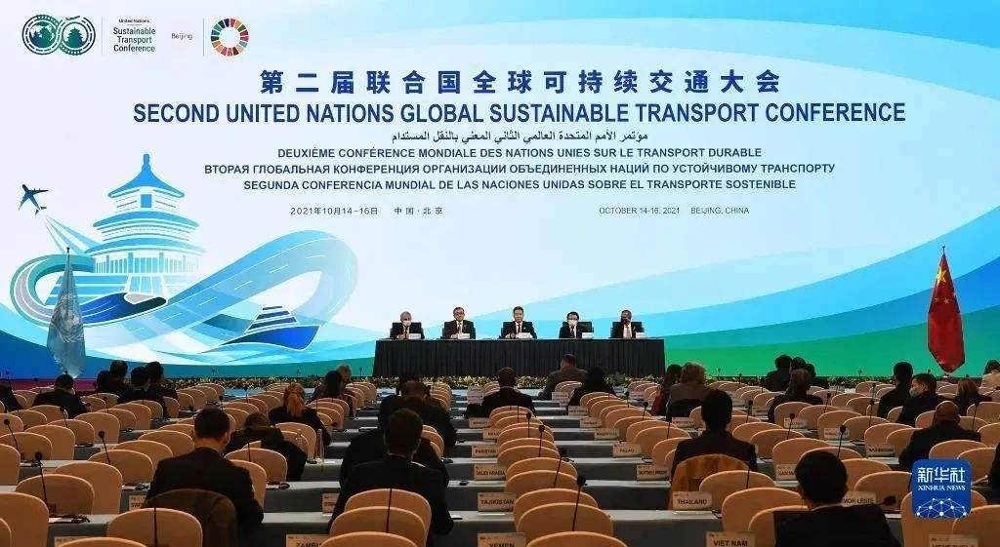 United Nations
Sustainable
Transport
Conference
Beijing
第二届联合国全球可持续交通大会
SECOND UNITED NATIONS GLOBAL SUSTAINABLE TRANSPORT CONFERENCE
مؤتمر الأمم المتحدة العالمي الثاني المعني بالنقل المستدام
DEUXIÈME CONFÉRENCE MONDIALE DES NATIONS UNIES SUR LE TRANSPORT DURABLE
ВТОРАЯ ГЛОБАЛЬНАЯ КОНФЕРЕНЦИЯ ОРГАНИЗАЦИИ ОБЪЕДИНЕННЫХ НАЦИЙ ПО УСТОЙЧИВОМУ ТРАНСПОРТУ
SEGUNDA CONFERENCIA MUNDIAL DE LAS NACIONES UNIDAS SOBRE EL TRANSPORTE SOSTENIBLE
2021年10月14-16日 中国·北京 OCTOBER 14-16, 2021 BEIJING, CHINA
PAKISTAN
PALAU
SAUDI ARABIA
TAJIKISTAN
THAILAND
YEMEN
VIET NAM
新华社
XINHUA NEWS